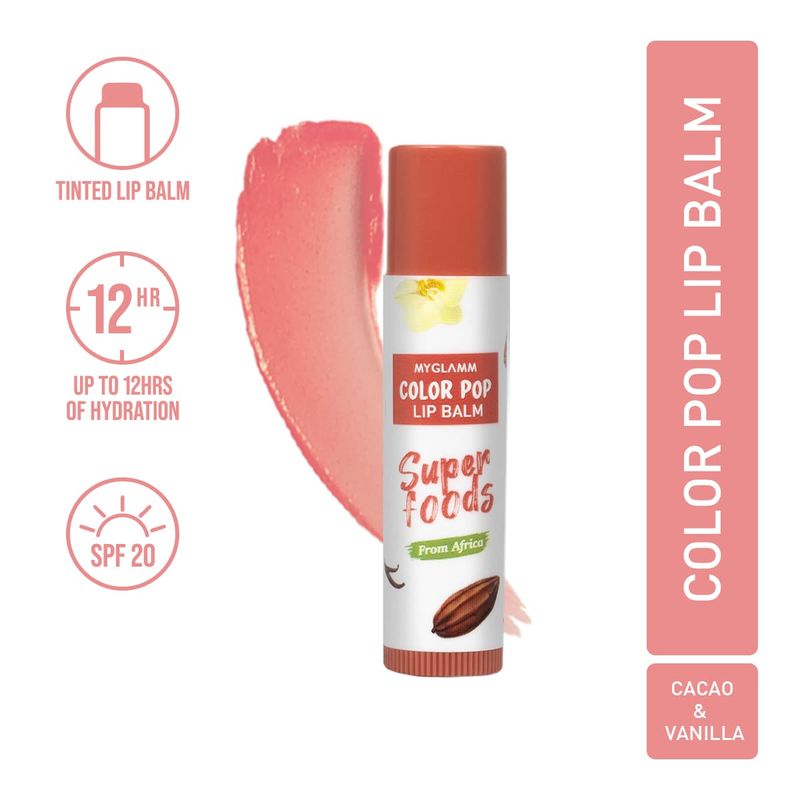 TINTED LIP BALM
12 HR
UP TO 12HRS
OF HYDRATION
SPF 20
MYGLAMM
COLOR POP
LIP BALM
Super
foods
From Africa
COLOR POP LIP BALM
CACAO
&
VANILLA